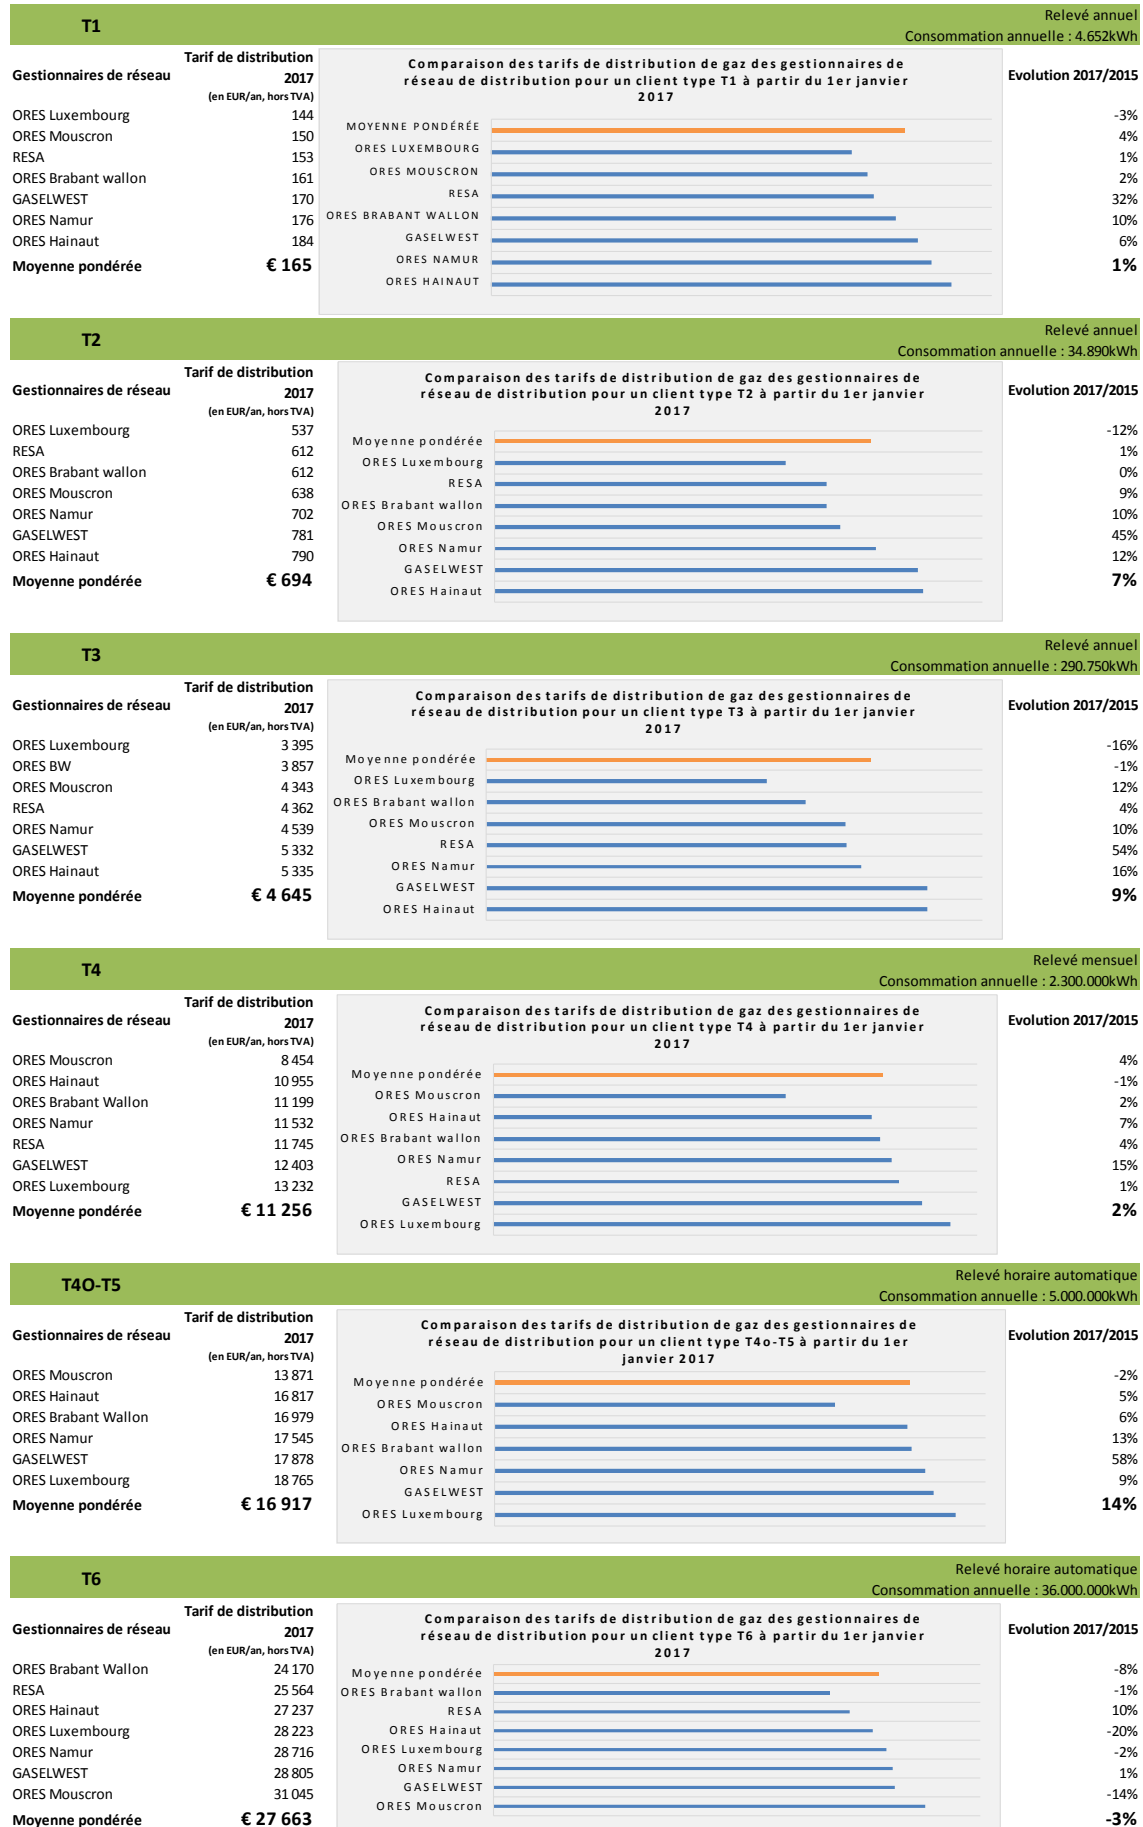 T1
Relevé annuel
Consommation annuelle : 4.652kWh
Gestionnaires de réseau
Tarif de distribution
2017
(en EUR/an, hors TVA)
Evolution 2017/2015
ORES Luxembourg 144 -3%
ORES Mouscron 150 4%
RESA 153 1%
ORES Brabant wallon 161 2%
GASELWEST 170 32%
ORES Namur 176 10%
ORES Hainaut 184 6%
Moyenne pondérée € 165 1%
Comparaison des tarifs de distribution de gaz des gestionnaires de
réseau de distribution pour un client type T1 à partir du 1er janvier
2017
MOYENNE PONDÉRÉE
ORES LUXEMBOURG
ORES MOUSCRON
RESA
ORES BRABANT WALLON
GASELWEST
ORES NAMUR
ORES HAINAUT
T2
Relevé annuel
Consommation annuelle : 34.890kWh
Gestionnaires de réseau
Tarif de distribution
2017
(en EUR/an, hors TVA)
Evolution 2017/2015
ORES Luxembourg 537 -12%
RESA 612 1%
ORES Brabant wallon 612 0%
ORES Mouscron 638 9%
ORES Namur 702 10%
GASELWEST 781 45%
ORES Hainaut 790 12%
Moyenne pondérée € 694 7%
Comparaison des tarifs de distribution de gaz des gestionnaires de
réseau de distribution pour un client type T2 à partir du 1er janvier
2017
Moyenne pondérée
ORES Luxembourg
RESA
ORES Brabant wallon
ORES Mouscron
ORES Namur
GASELWEST
ORES Hainaut
T3
Relevé annuel
Consommation annuelle : 290.750kWh
Gestionnaires de réseau
Tarif de distribution
2017
(en EUR/an, hors TVA)
Evolution 2017/2015
ORES Luxembourg 3 395 -16%
ORES BW 3 857 -1%
ORES Mouscron 4 343 12%
RESA 4 362 4%
ORES Namur 4 539 10%
GASELWEST 5 332 54%
ORES Hainaut 5 335 16%
Moyenne pondérée € 4 645 9%
Comparaison des tarifs de distribution de gaz des gestionnaires de
réseau de distribution pour un client type T3 à partir du 1er janvier
2017
Moyenne pondérée
ORES Luxembourg
ORES Brabant wallon
ORES Mouscron
RESA
ORES Namur
GASELWEST
ORES Hainaut
T4
Relevé mensuel
Consommation annuelle : 2.300.000kWh
Gestionnaires de réseau
Tarif de distribution
2017
(en EUR/an, hors TVA)
Evolution 2017/2015
ORES Mouscron 8 454 4%
ORES Hainaut 10 955 -1%
ORES Brabant Wallon 11 199 2%
ORES Namur 11 532 7%
RESA 11 745 4%
GASELWEST 12 403 15%
ORES Luxembourg 13 232 1%
Moyenne pondérée € 11 256 2%
Comparaison des tarifs de distribution de gaz des gestionnaires de
réseau de distribution pour un client type T4 à partir du 1er janvier
2017
Moyenne pondérée
ORES Mouscron
ORES Hainaut
ORES Brabant wallon
ORES Namur
RESA
GASELWEST
ORES Luxembourg
T4O-T5
Relevé horaire automatique
Consommation annuelle : 5.000.000kWh
Gestionnaires de réseau
Tarif de distribution
2017
(en EUR/an, hors TVA)
Evolution 2017/2015
ORES Mouscron 13 871 -2%
ORES Hainaut 16 817 5%
ORES Brabant Wallon 16 979 6%
ORES Namur 17 545 13%
GASELWEST 17 878 58%
ORES Luxembourg 18 765 9%
Moyenne pondérée € 16 917 14%
Comparaison des tarifs de distribution de gaz des gestionnaires de
réseau de distribution pour un client type T4o-T5 à partir du 1er
janvier 2017
Moyenne pondérée
ORES Mouscron
ORES Hainaut
ORES Brabant wallon
ORES Namur
GASELWEST
ORES Luxembourg
T6
Relevé horaire automatique
Consommation annuelle : 36.000.000kWh
Gestionnaires de réseau
Tarif de distribution
2017
(en EUR/an, hors TVA)
Evolution 2017/2015
ORES Brabant Wallon 24 170 -8%
RESA 25 564 -1%
ORES Hainaut 27 237 10%
ORES Luxembourg 28 223 -20%
ORES Namur 28 716 -2%
GASELWEST 28 805 1%
ORES Mouscron 31 045 -14%
Moyenne pondérée € 27 663 -3%
Comparaison des tarifs de distribution de gaz des gestionnaires de
réseau de distribution pour un client type T6 à partir du 1er janvier
2017
Moyenne pondérée
ORES Brabant wallon
RESA
ORES Hainaut
ORES Luxembourg
ORES Namur
GASELWEST
ORES Mouscron